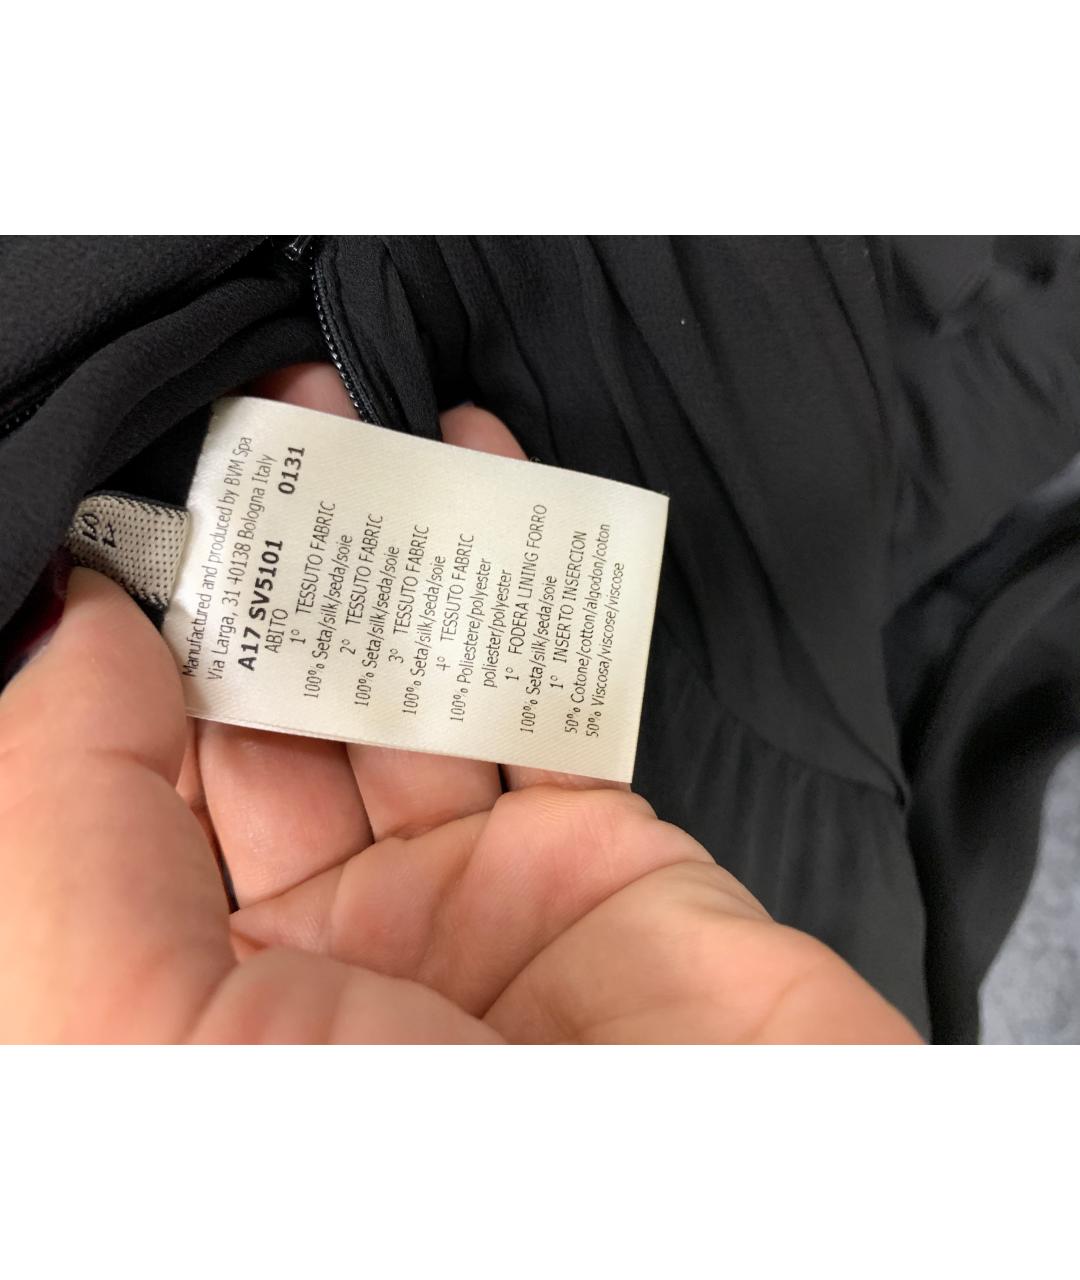 Manufactured and produced by BVM Spa
Via Larga, 31 40138 Bologna Italy
A17 SV5101 0131
ABITO
1° TESSUTO FABRIC
100% Seta/silk/seda/soie
2° TESSUTO FABRIC
100% Seta/silk/seda/soie
3° TESSUTO FABRIC
100% Seta/silk/seda/soie
4° TESSUTO FABRIC
100% Poliestere/polyester
poliester/polyester
1° FODERA LINING FORRO
100% Seta/silk/seda/soie
1° INSERTO INSERCION
50% Cotone/cotton/algodon/coton
50% Viscosa/viscose/viscose